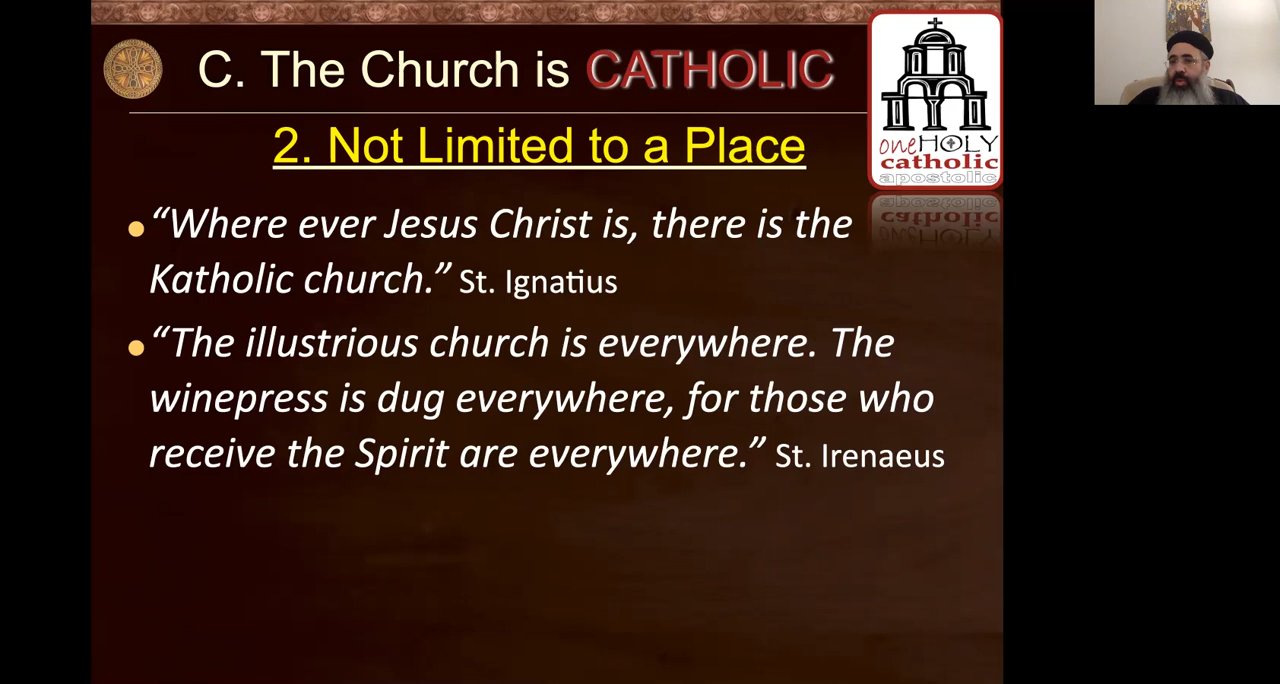 C. The Church is CATHOLIC
2. Not Limited to a Place
oneHOLY
catholic
apostolic
“Where ever Jesus Christ is, there is the
Katholic church.” St. Ignatius
“The illustrious church is everywhere. The
winepress is dug everywhere, for those who
receive the Spirit are everywhere.” St. Irenaeus